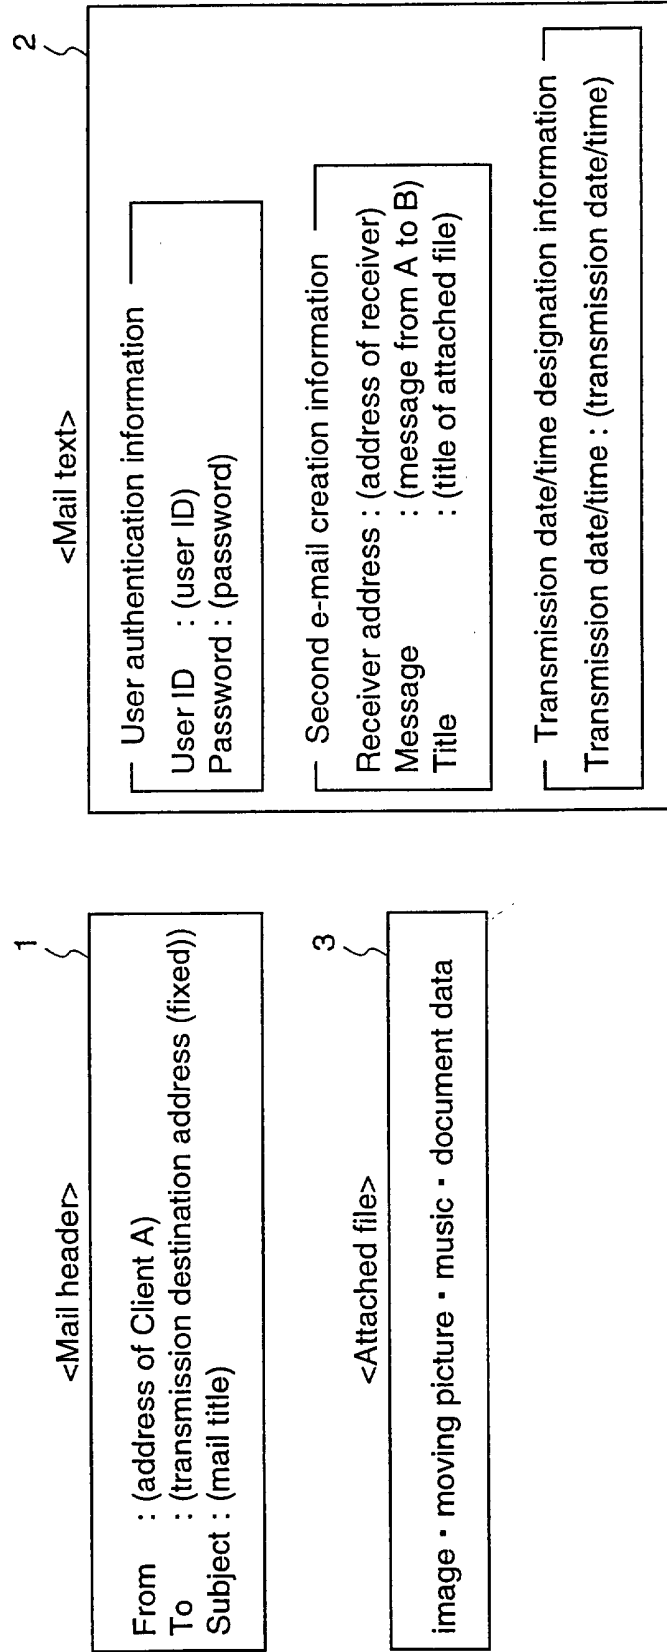 <Mail header>
1
From : (address of Client A)
To : (transmission destination address (fixed))
Subject : (mail title)
<Attached file>
3
image・moving picture・music・document data
<Mail text>
2
User authentication information
User ID : (user ID)
Password : (password)
Second e-mail creation information
Receiver address : (address of receiver)
Message : (message from A to B)
Title : (title of attached file)
Transmission date/time designation information
Transmission date/time : (transmission date/time)